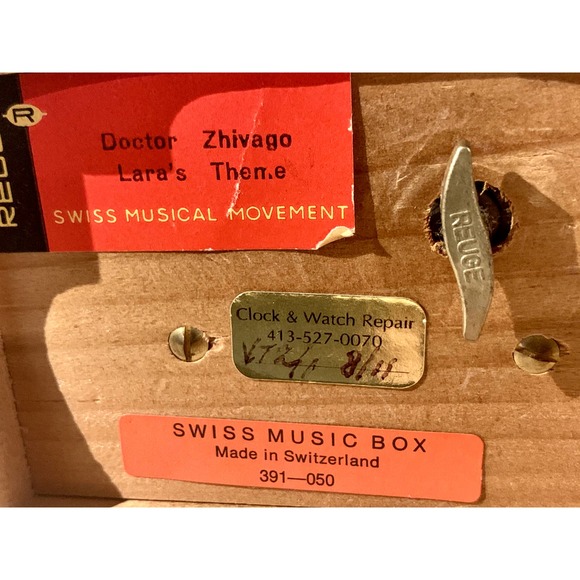 REUGE
R
Doctor Zhivago
Lara's Theme
SWISS MUSICAL MOVEMENT
REUGE
Clock & Watch Repair
413-527-0070
8/11
SWISS MUSIC BOX
Made in Switzerland
391—050